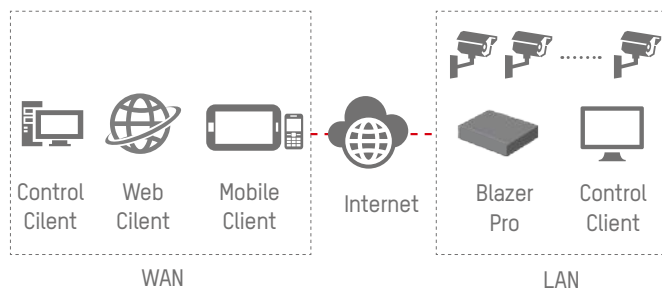 Control
Cilent
Web
Cilent
Mobile
Client
Internet
Blazer
Pro
Control
Client
WAN
LAN